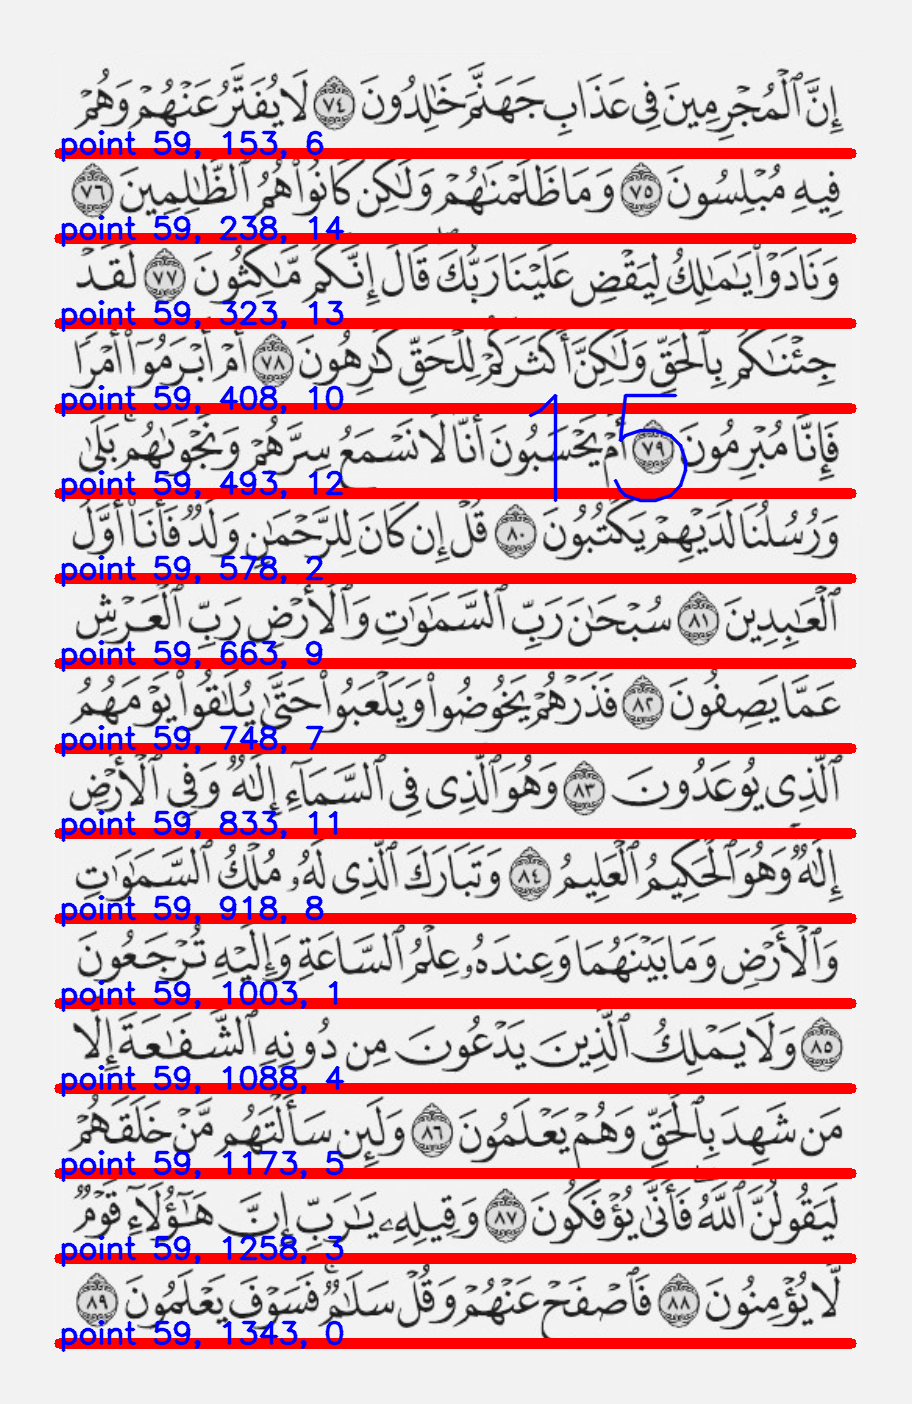 إِنَّ ٱلْمُجْرِمِينَ فِى عَذَابِ جَهَنَّمَ خَٰلِدُونَ ٧٤ لَا يُفَتَّرُ عَنْهُمْ وَهُمْ
point 59, 153, 6
فِيهِ مُبْلِسُونَ ٧٥ وَمَا ظَلَمْنَٰهُمْ وَلَٰكِن كَانُوا۟ هُمُ ٱلظَّٰلِمِينَ ٧٦
point 59, 238, 14
وَنَادَوْا۟ يَٰمَٰلِكُ لِيَقْضِ عَلَيْنَا رَبُّكَ قَالَ إِنَّكُم مَّٰكِثُونَ ٧٧ لَقَدْ
point 59, 323, 13
جِئْنَٰكُم بِٱلْحَقِّ وَلَٰكِنَّ أَكْثَرَكُمْ لِلْحَقِّ كَٰرِهُونَ ٧٨ أَمْ أَبْرَمُوٓا۟ أَمْرًا
point 59, 408, 10
فَإِنَّا مُبْرِمُونَ ٧٩ أَمْ يَحْسَبُونَ أَنَّا لَا نَسْمَعُ سِرَّهُمْ وَنَجْوَىٰهُم بَلَىٰ
15
point 59, 493, 12
وَرُسُلُنَا لَدَيْهِمْ يَكْتُبُونَ ٨٠ قُلْ إِن كَانَ لِلرَّحْمَٰنِ وَلَدٌ فَأَنَا۠ أَوَّلُ
point 59, 578, 2
ٱلْعَٰبِدِينَ ٨١ سُبْحَٰنَ رَبِّ ٱلسَّمَٰوَٰتِ وَٱلْأَرْضِ رَبِّ ٱلْعَرْشِ
point 59, 663, 9
عَمَّا يَصِفُونَ ٨٢ فَذَرْهُمْ يَخُوضُوا۟ وَيَلْعَبُوا۟ حَتَّىٰ يُلَٰقُوا۟ يَوْمَهُمُ
point 59, 748, 7
ٱلَّذِى يُوعَدُونَ ٨٣ وَهُوَ ٱلَّذِى فِى ٱلسَّمَآءِ إِلَٰهٌ وَفِى ٱلْأَرْضِ
point 59, 833, 11
إِلَٰهٌ وَهُوَ ٱلْحَكِيمُ ٱلْعَلِيمُ ٨٤ وَتَبَارَكَ ٱلَّذِى لَهُۥ مُلْكُ ٱلسَّمَٰوَٰتِ
point 59, 918, 8
وَٱلْأَرْضِ وَمَا بَيْنَهُمَا وَعِندَهُۥ عِلْمُ ٱلسَّاعَةِ وَإِلَيْهِ تُرْجَعُونَ
point 59, 1003, 1
٨٥ وَلَا يَمْلِكُ ٱلَّذِينَ يَدْعُونَ مِن دُونِهِ ٱلشَّفَٰعَةَ إِلَّا
point 59, 1088, 4
مَن شَهِدَ بِٱلْحَقِّ وَهُمْ يَعْلَمُونَ ٨٦ وَلَئِن سَأَلْتَهُم مَّنْ خَلَقَهُمْ
point 59, 1173, 5
لَيَقُولُنَّ ٱللَّهُ فَأَنَّىٰ يُؤْفَكُونَ ٨٧ وَقِيلِهِۦ يَٰرَبِّ إِنَّ هَٰٓؤُلَآءِ قَوْمٌ
point 59, 1258, 3
لَّا يُؤْمِنُونَ ٨٨ فَٱصْفَحْ عَنْهُمْ وَقُلْ سَلَٰمٌ فَسَوْفَ يَعْلَمُونَ ٨٩
point 59, 1343, 0